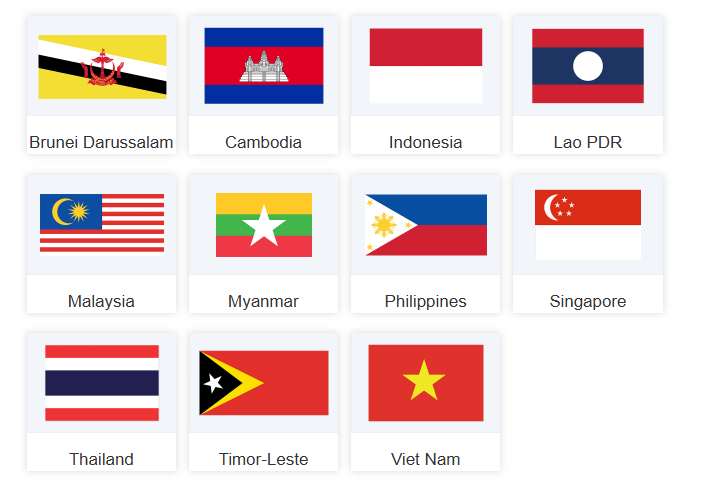 Brunei Darussalam
Cambodia
Indonesia
Lao PDR
Malaysia
Myanmar
Philippines
Singapore
Thailand
Timor-Leste
Viet Nam